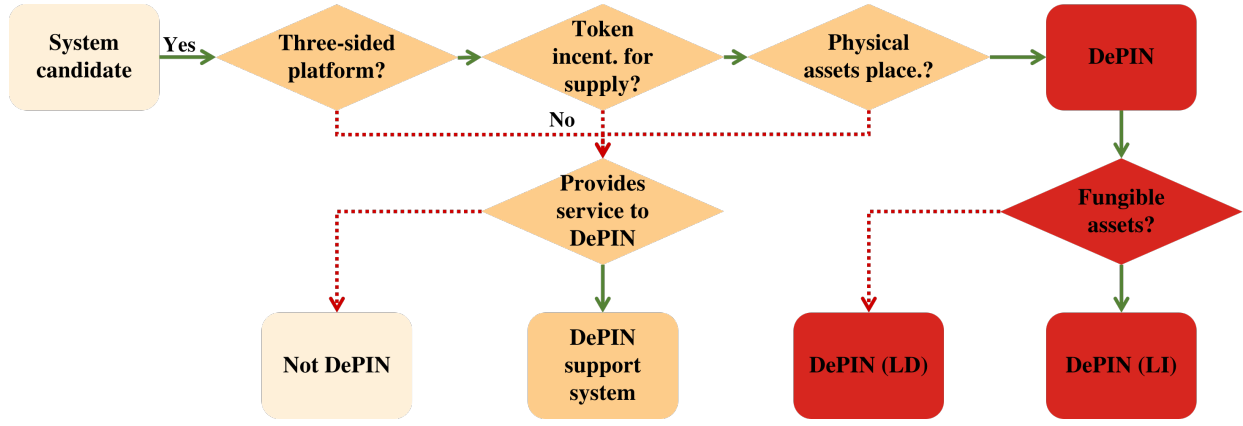 System
candidate
Yes
Three-sided
platform?
Token
incent. for
supply?
Physical
assets place.?
DePIN
No
Provides
service to
DePIN
Fungible
assets?
Not DePIN
DePIN
support
system
DePIN (LD)
DePIN (LI)